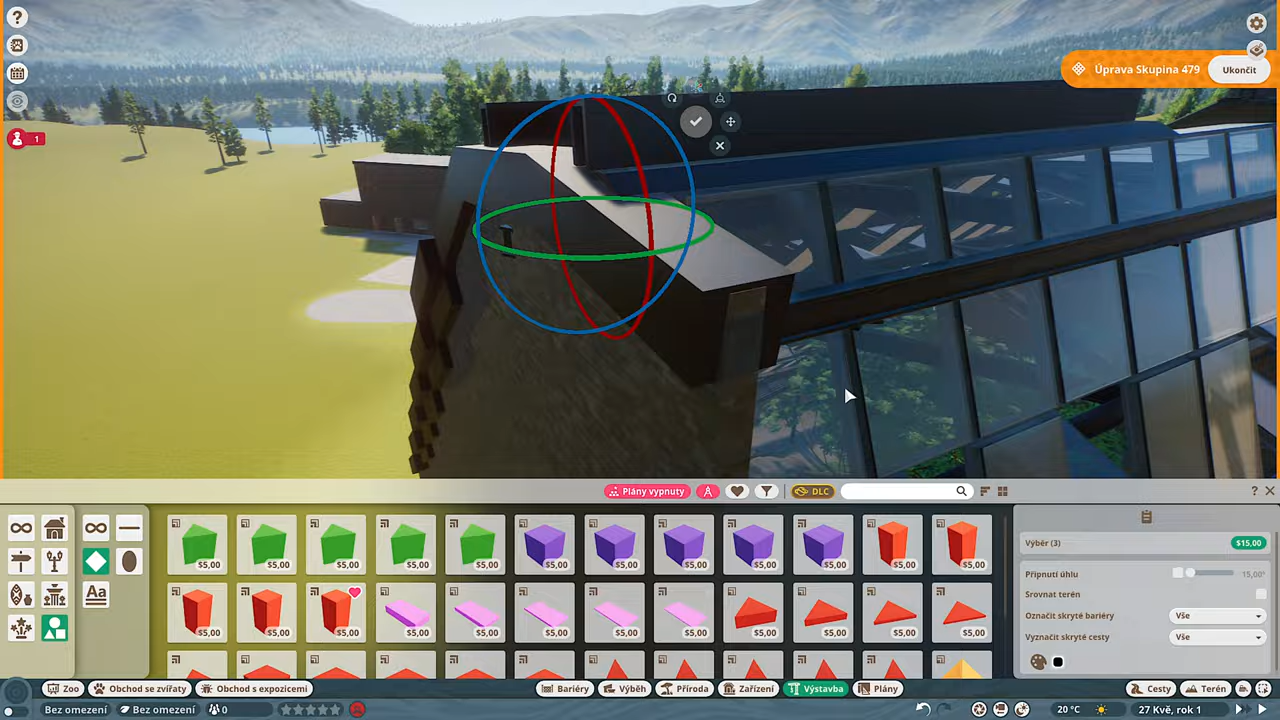 ?
Úprava Skupina 479
Ukončit
1
Plány vypnuty
DLC
?
$5,00 $5,00 $5,00 $5,00 $5,00 $5,00 $5,00 $5,00 $5,00 $5,00 $5,00 $5,00
$5,00 $5,00 $5,00 $5,00 $5,00 $5,00 $5,00 $5,00 $5,00 $5,00 $5,00 $5,00
Aa
Výběr (3)
$15,00
Připnutí úhlu
15,00°
Srovnat terén
Označit skryté bariéry
Vše
Vyznačit skryté cesty
Vše
Zoo
Obchod se zvířaty
Obchod s expozicemi
Bariéry
Výběh
Příroda
Zařízení
Výstavba
Plány
Cesty
Terén
Bez omezení
Bez omezení
0
20 °C
27 Kvě, rok 1